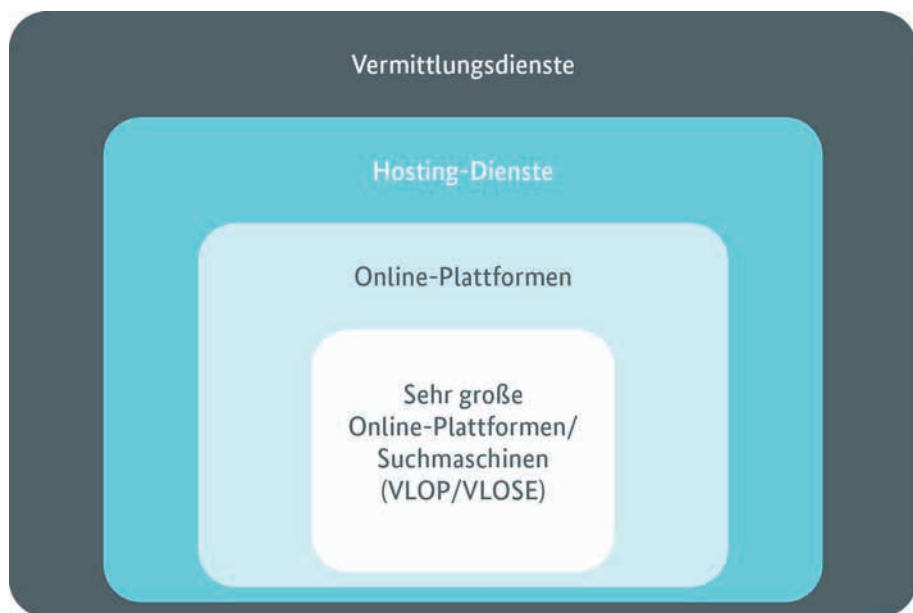 Vermittlungsdienste
Hosting-Dienste
Online-Plattformen
Sehr große
Online-Plattformen/
Suchmaschinen
(VLOP/VLOSE)